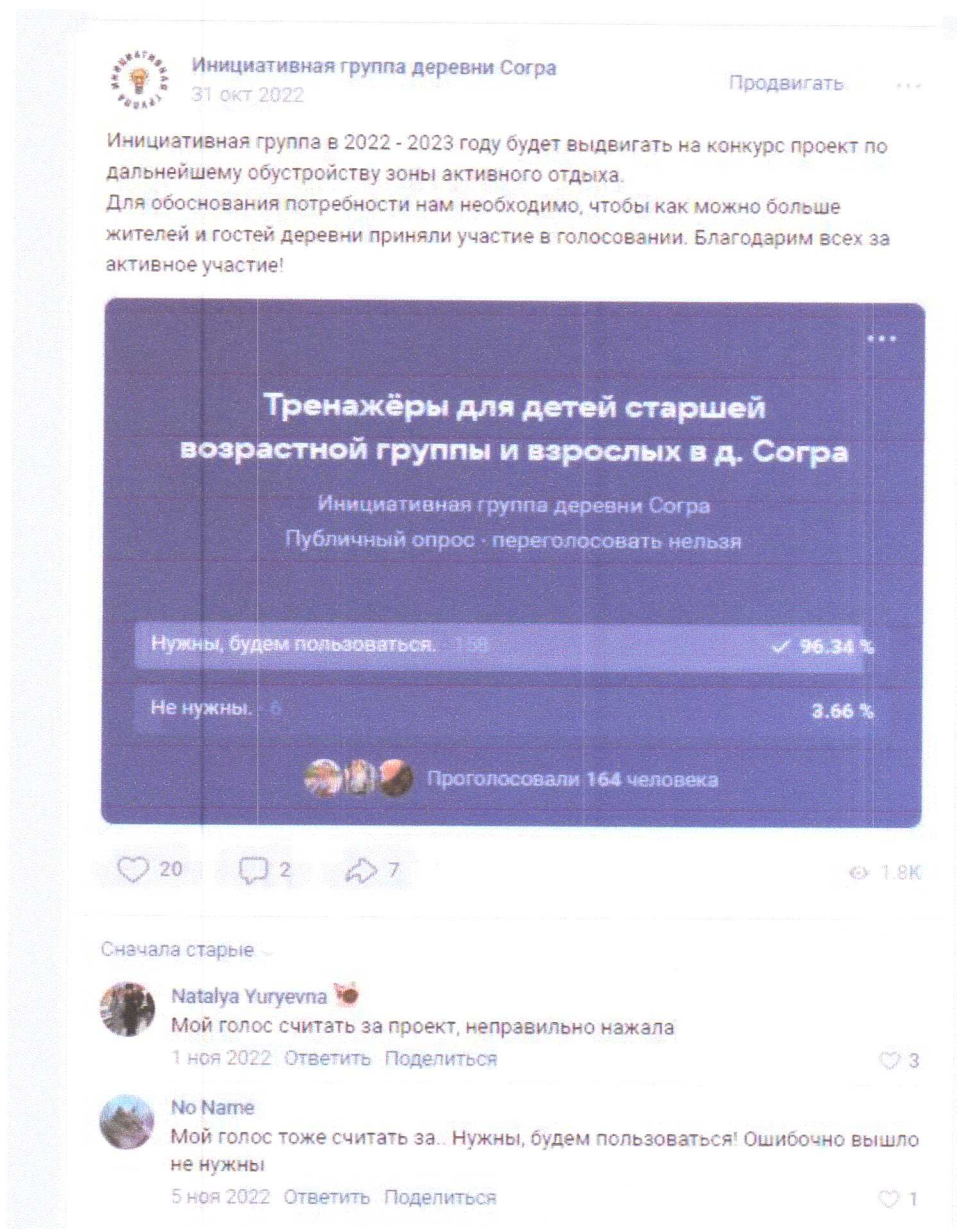 ИНИЦИАТИВНАЯ ГРУППА
Инициативная группа деревни Согра
31 окт 2022
Продвигать
Инициативная группа в 2022 - 2023 году будет выдвигать на конкурс проект по
дальнейшему обустройству зоны активного отдыха.
Для обоснования потребности нам необходимо, чтобы как можно больше
жителей и гостей деревни приняли участие в голосовании. Благодарим всех за
активное участие!
Тренажёры для детей старшей
возрастной группы и взрослых в д. Согра
Инициативная группа деревни Согра
Публичный опрос · переголосовать нельзя
Нужны, будем пользоваться. · 158 96.34 %
Не нужны. · 6 3.66 %
Проголосовали 164 человека
20 2 7 1.8K
Сначала старые
Natalya Yuryevna
Мой голос считать за проект, неправильно нажала
1 ноя 2022 Ответить Поделиться 3
No Name
Мой голос тоже считать за.. Нужны, будем пользоваться! Ошибочно вышло
не нужны
5 ноя 2022 Ответить Поделиться 1